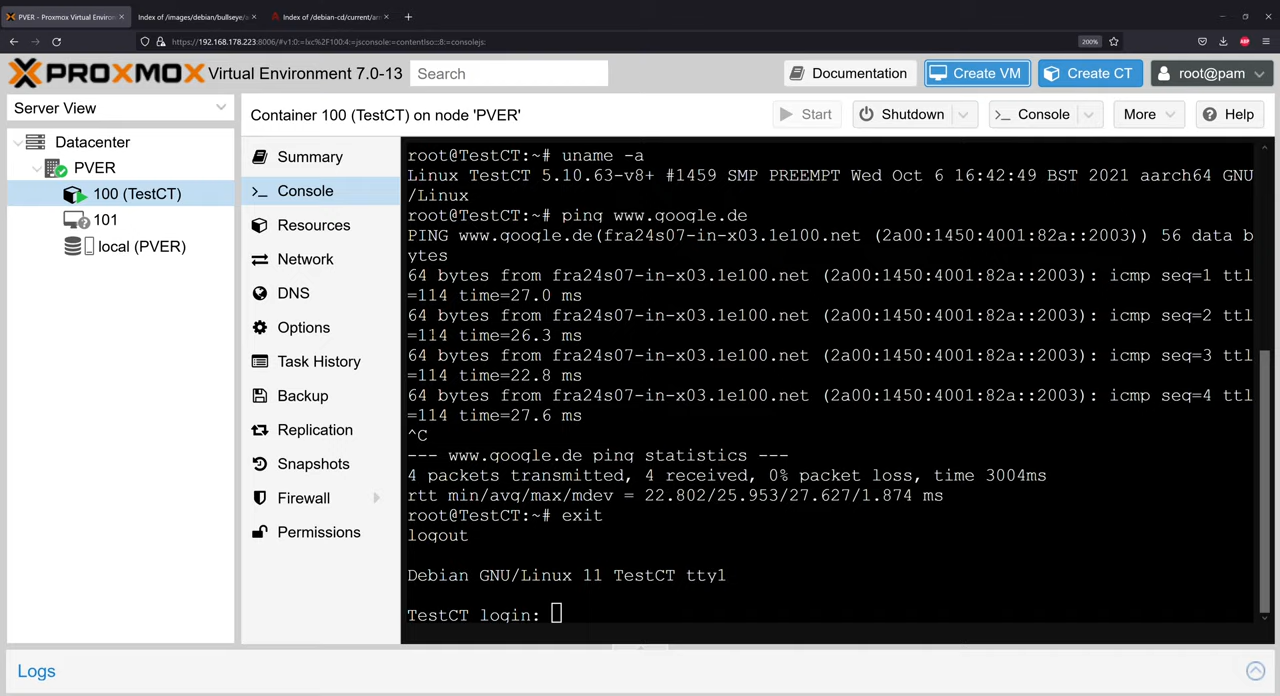 PVER - Proxmox Virtual Environ
Index of /images/debian/bullseye/a
Index of /debian-cd/current/arm
https://192.168.178.223:8006/#v1:0:=lxc%2F100:4:=jsconsole:=contentIso:::8:=consolejs:
200%
ABP
PROXMOX Virtual Environment 7.0-13
Search
Documentation
Create VM
Create CT
root@pam
Server View
Container 100 (TestCT) on node 'PVER'
Start
Shutdown
Console
More
Help
Datacenter
PVER
100 (TestCT)
101
local (PVER)
Summary
Console
Resources
Network
DNS
Options
Task History
Backup
Replication
Snapshots
Firewall
Permissions
root@TestCT:~# uname -a
Linux TestCT 5.10.63-v8+ #1459 SMP PREEMPT Wed Oct 6 16:42:49 BST 2021 aarch64 GNU
/Linux
root@TestCT:~# ping www.google.de
PING www.google.de(fra24s07-in-x03.1e100.net (2a00:1450:4001:82a::2003)) 56 data b
ytes
64 bytes from fra24s07-in-x03.1e100.net (2a00:1450:4001:82a::2003): icmp_seq=1 ttl
=114 time=27.0 ms
64 bytes from fra24s07-in-x03.1e100.net (2a00:1450:4001:82a::2003): icmp_seq=2 ttl
=114 time=26.3 ms
64 bytes from fra24s07-in-x03.1e100.net (2a00:1450:4001:82a::2003): icmp_seq=3 ttl
=114 time=22.8 ms
64 bytes from fra24s07-in-x03.1e100.net (2a00:1450:4001:82a::2003): icmp_seq=4 ttl
=114 time=27.6 ms
^C
--- www.google.de ping statistics ---
4 packets transmitted, 4 received, 0% packet loss, time 3004ms
rtt min/avg/max/mdev = 22.802/25.953/27.627/1.874 ms
root@TestCT:~# exit
logout
Debian GNU/Linux 11 TestCT tty1
TestCT login:
Logs